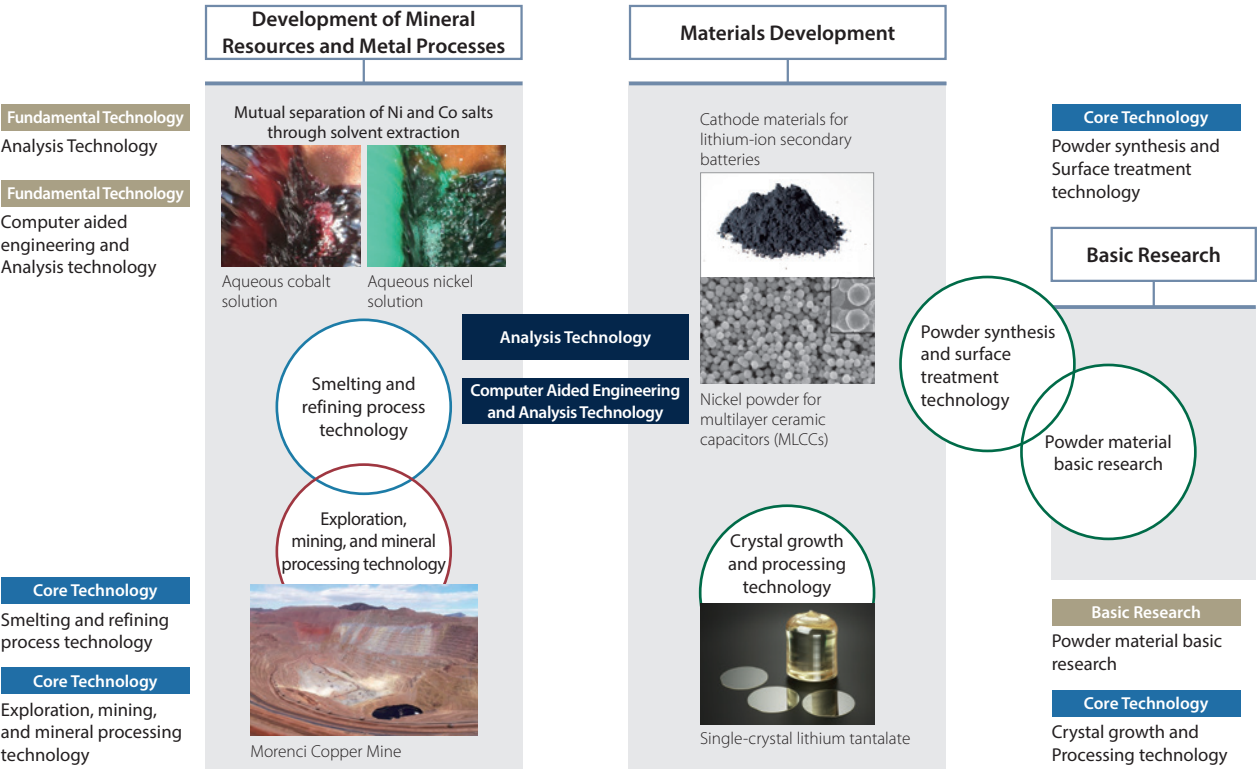 Development of Mineral
Resources and Metal Processes
Materials Development
Fundamental Technology
Analysis Technology
Fundamental Technology
Computer aided
engineering and
Analysis technology
Mutual separation of Ni and Co salts
through solvent extraction
Aqueous cobalt
solution
Aqueous nickel
solution
Smelting and
refining process
technology
Exploration,
mining, and mineral
processing technology
Morenci Copper Mine
Core Technology
Smelting and refining
process technology
Core Technology
Exploration, mining,
and mineral processing
technology
Analysis Technology
Computer Aided Engineering
and Analysis Technology
Cathode materials for
lithium-ion secondary
batteries
Nickel powder for
multilayer ceramic
capacitors (MLCCs)
Crystal growth
and processing
technology
Single-crystal lithium tantalate
Core Technology
Powder synthesis and
Surface treatment
technology
Basic Research
Powder synthesis
and surface
treatment
technology
Powder material
basic research
Basic Research
Powder material basic
research
Core Technology
Crystal growth and
Processing technology